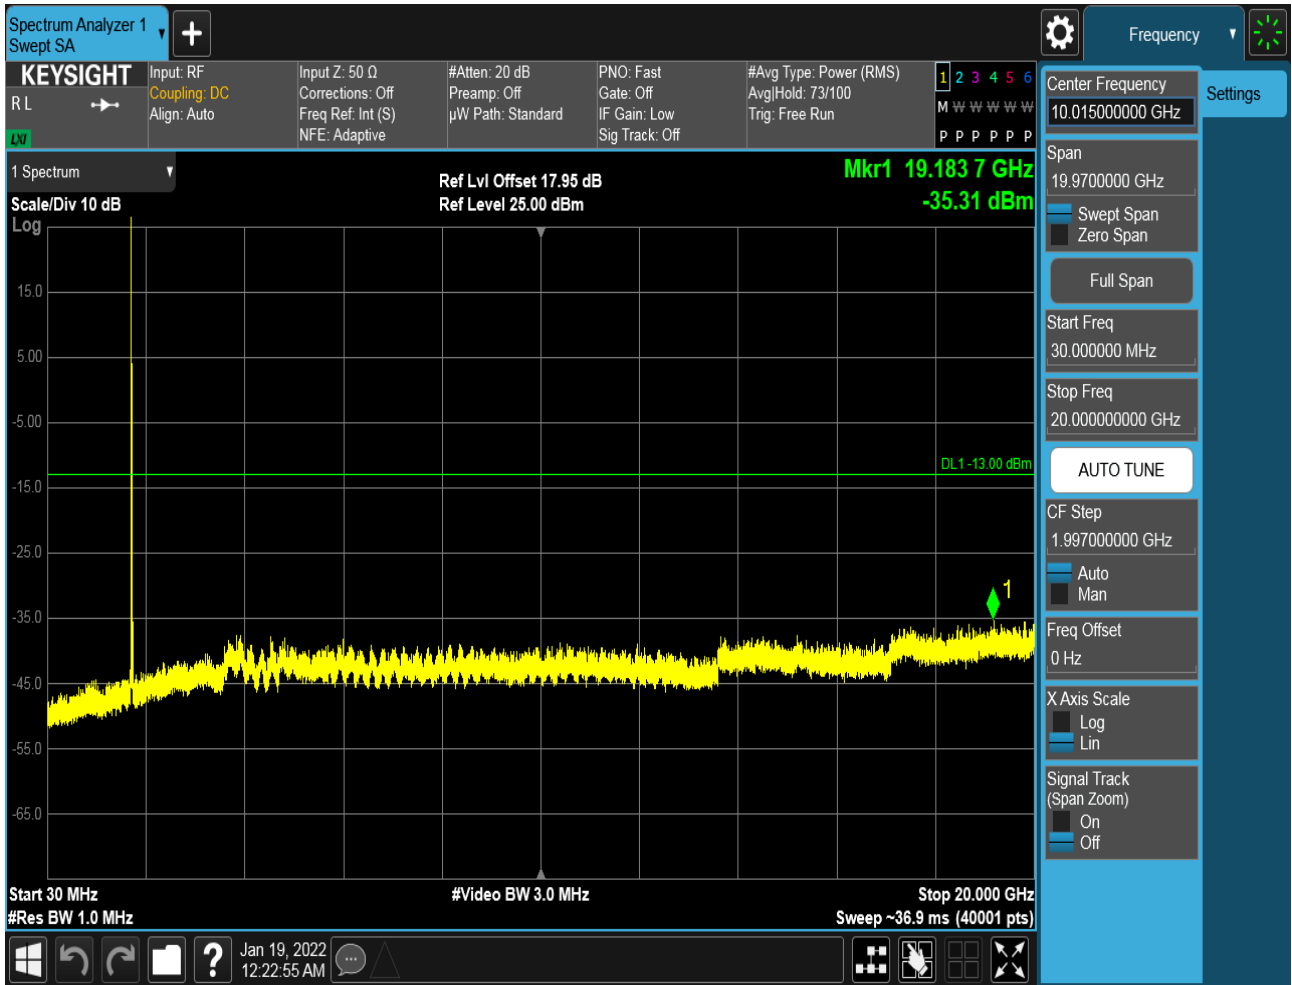 Spectrum Analyzer 1
Swept SA
Frequency
KEYSIGHT
R L
LXI
Input: RF
Coupling: DC
Align: Auto
Input Z: 50 Ω
Corrections: Off
Freq Ref: Int (S)
NFE: Adaptive
#Atten: 20 dB
Preamp: Off
µW Path: Standard
PNO: Fast
Gate: Off
IF Gain: Low
Sig Track: Off
#Avg Type: Power (RMS)
Avg|Hold: 73/100
Trig: Free Run
1 2 3 4 5 6
M W W W W W
P P P P P P
1 Spectrum
Scale/Div 10 dB
Log
Ref Lvl Offset 17.95 dB
Ref Level 25.00 dBm
Mkr1 19.183 7 GHz
-35.31 dBm
15.0
5.00
-5.00
DL1 -13.00 dBm
-15.0
-25.0
1
-35.0
-45.0
-55.0
-65.0
Start 30 MHz
#Res BW 1.0 MHz
#Video BW 3.0 MHz
Stop 20.000 GHz
Sweep ~36.9 ms (40001 pts)
Center Frequency
10.015000000 GHz
Settings
Span
19.9700000 GHz
Swept Span
Zero Span
Full Span
Start Freq
30.000000 MHz
Stop Freq
20.000000000 GHz
AUTO TUNE
CF Step
1.997000000 GHz
Auto
Man
Freq Offset
0 Hz
X Axis Scale
Log
Lin
Signal Track
(Span Zoom)
On
Off
?
Jan 19, 2022
12:22:55 AM